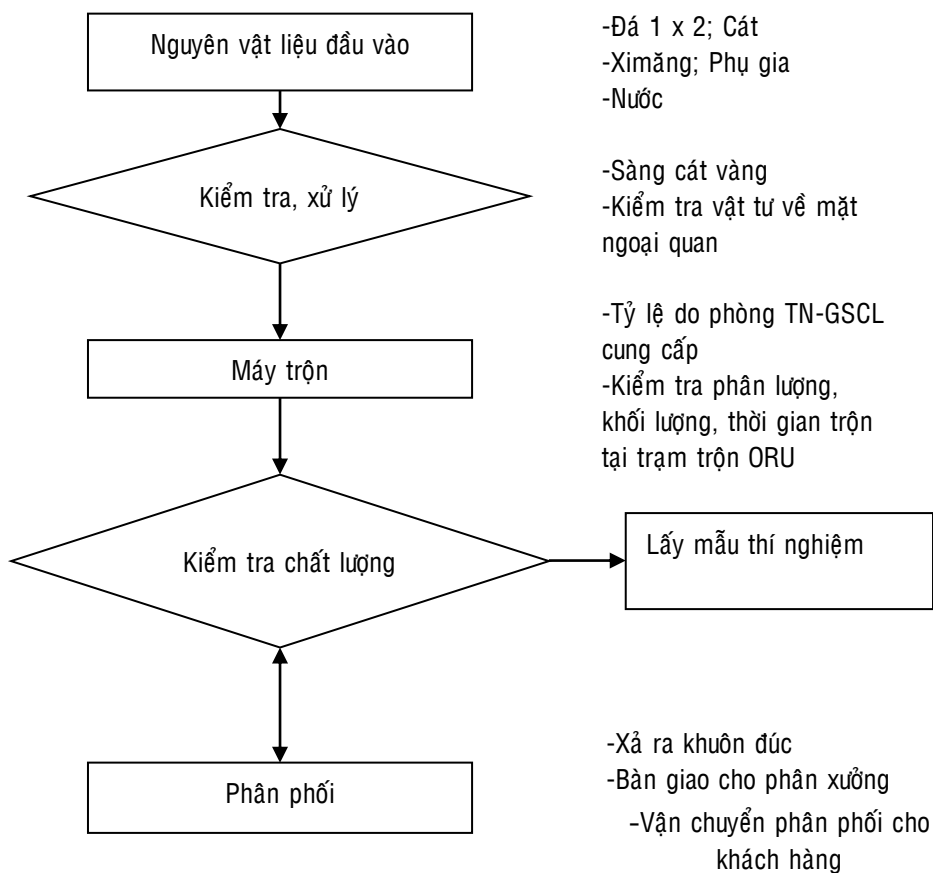 Nguyên vật liệu đầu vào
-Đá 1 x 2; Cát
-Ximăng; Phụ gia
-Nước
Kiểm tra, xử lý
-Sàng cát vàng
-Kiểm tra vật tư về mặt
ngoại quan
Máy trộn
-Tỷ lệ do phòng TN-GSCL
cung cấp
-Kiểm tra phân lượng,
khối lượng, thời gian trộn
tại trạm trộn ORU
Kiểm tra chất lượng
Lấy mẫu thí nghiệm
Phân phối
-Xả ra khuôn đúc
-Bàn giao cho phân xưởng
-Vận chuyển phân phối cho
khách hàng